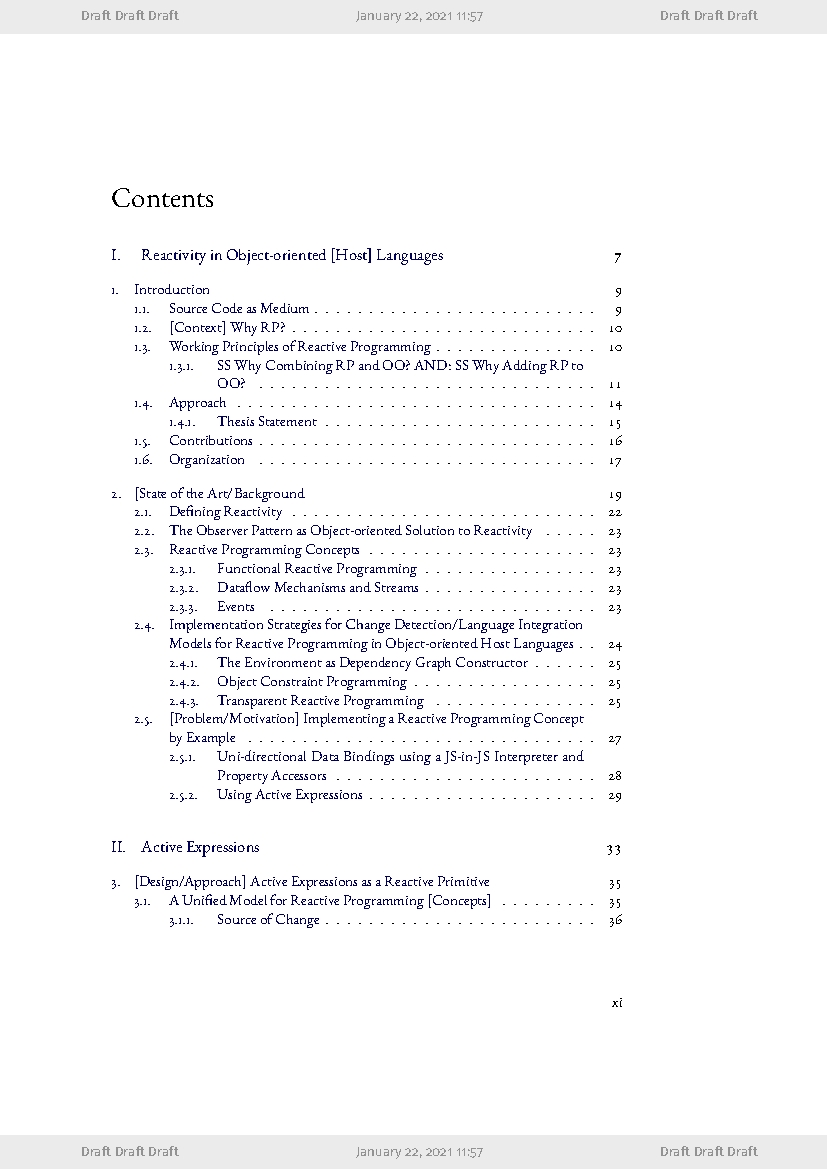 Draft Draft Draft January 22, 2021 11:57 Draft Draft Draft
Contents
I. Reactivity in Object-oriented [Host] Languages 7
1. Introduction 9
1.1. Source Code as Medium . . . . . . . . . . . . . . . . . . . . . . . . . . 9
1.2. [Context] Why RP? . . . . . . . . . . . . . . . . . . . . . . . . . . . . 10
1.3. Working Principles of Reactive Programming . . . . . . . . . . . . . . . 10
1.3.1. SS Why Combining RP and OO? AND: SS Why Adding RP to
OO? . . . . . . . . . . . . . . . . . . . . . . . . . . . . . . . 11
1.4. Approach . . . . . . . . . . . . . . . . . . . . . . . . . . . . . . . . . 14
1.4.1. Thesis Statement . . . . . . . . . . . . . . . . . . . . . . . . . 15
1.5. Contributions . . . . . . . . . . . . . . . . . . . . . . . . . . . . . . . 16
1.6. Organization . . . . . . . . . . . . . . . . . . . . . . . . . . . . . . . 17
2. [State of the Art/Background 19
2.1. Defining Reactivity . . . . . . . . . . . . . . . . . . . . . . . . . . . . 22
2.2. The Observer Pattern as Object-oriented Solution to Reactivity . . . . . 23
2.3. Reactive Programming Concepts . . . . . . . . . . . . . . . . . . . . . 23
2.3.1. Functional Reactive Programming . . . . . . . . . . . . . . . . 23
2.3.2. Dataflow Mechanisms and Streams . . . . . . . . . . . . . . . . 23
2.3.3. Events . . . . . . . . . . . . . . . . . . . . . . . . . . . . . . 23
2.4. Implementation Strategies for Change Detection/Language Integration
Models for Reactive Programming in Object-oriented Host Languages . . 24
2.4.1. The Environment as Dependency Graph Constructor . . . . . . 25
2.4.2. Object Constraint Programming . . . . . . . . . . . . . . . . . 25
2.4.3. Transparent Reactive Programming . . . . . . . . . . . . . . . 25
2.5. [Problem/Motivation] Implementing a Reactive Programming Concept
by Example . . . . . . . . . . . . . . . . . . . . . . . . . . . . . . . . 27
2.5.1. Uni-directional Data Bindings using a JS-in-JS Interpreter and
Property Accessors . . . . . . . . . . . . . . . . . . . . . . . . 28
2.5.2. Using Active Expressions . . . . . . . . . . . . . . . . . . . . . 29
II. Active Expressions 33
3. [Design/Approach] Active Expressions as a Reactive Primitive 35
3.1. A Unified Model for Reactive Programming [Concepts] . . . . . . . . . 35
3.1.1. Source of Change . . . . . . . . . . . . . . . . . . . . . . . . . 36
xi
Draft Draft Draft January 22, 2021 11:57 Draft Draft Draft